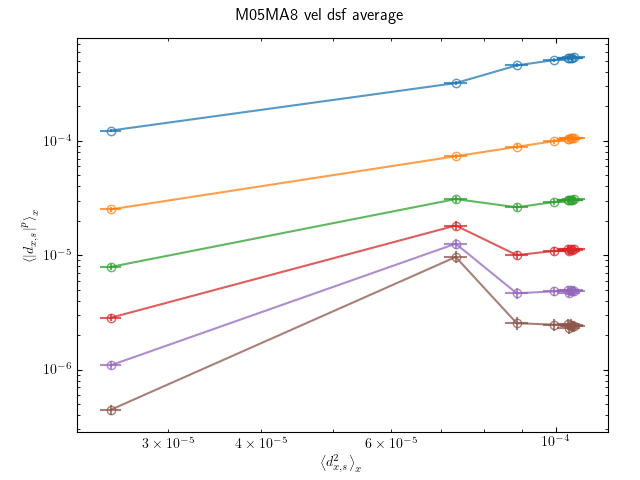 M05MA8 vel dsf average
⟨|d_{x,s}|^p⟩_x
10^{-4}
10^{-5}
10^{-6}
3 × 10^{-5} 4 × 10^{-5} 6 × 10^{-5} 10^{-4}
⟨d^2_{x,s}⟩_x